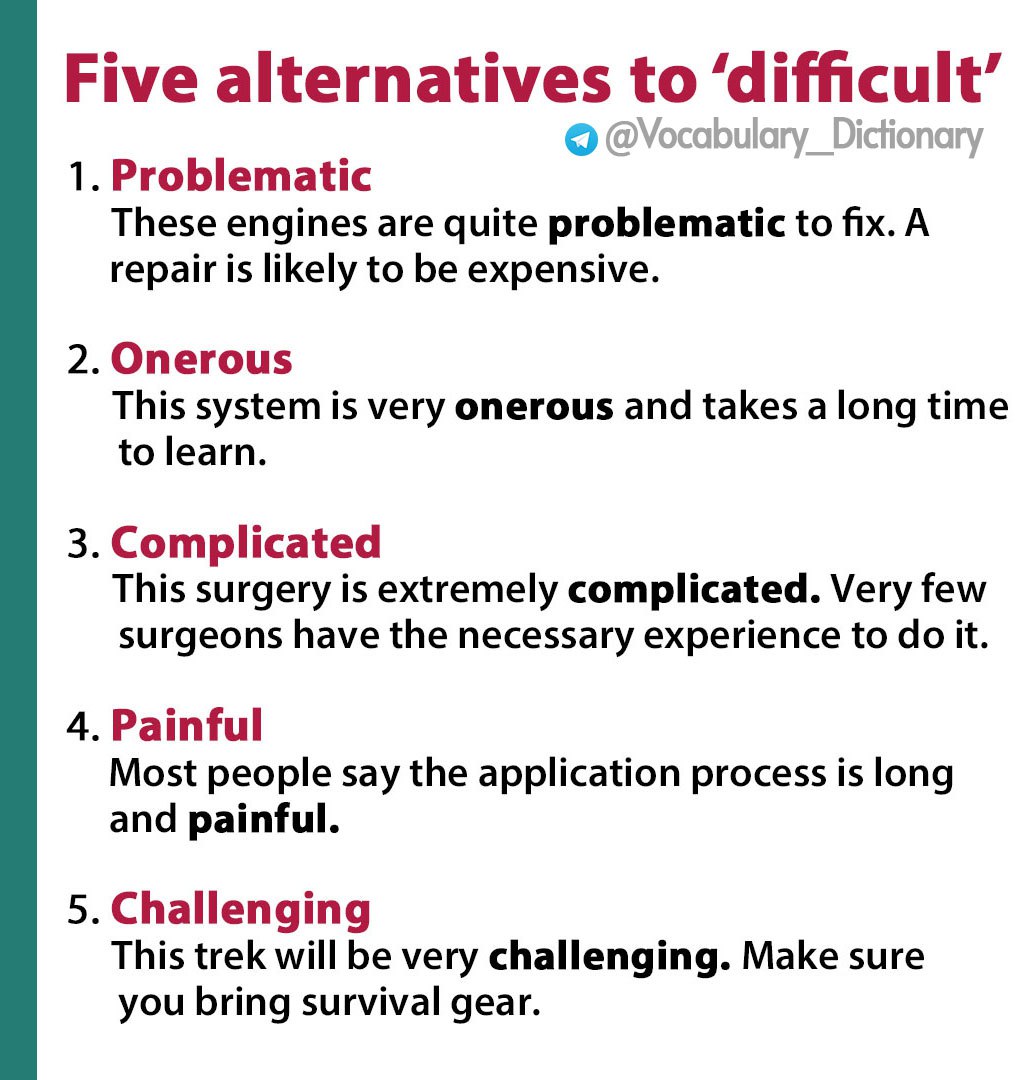 Five alternatives to ‘difficult’
@Vocabulary_Dictionary
1. Problematic
These engines are quite problematic to fix. A
repair is likely to be expensive.
2. Onerous
This system is very onerous and takes a long time
to learn.
3. Complicated
This surgery is extremely complicated. Very few
surgeons have the necessary experience to do it.
4. Painful
Most people say the application process is long
and painful.
5. Challenging
This trek will be very challenging. Make sure
you bring survival gear.